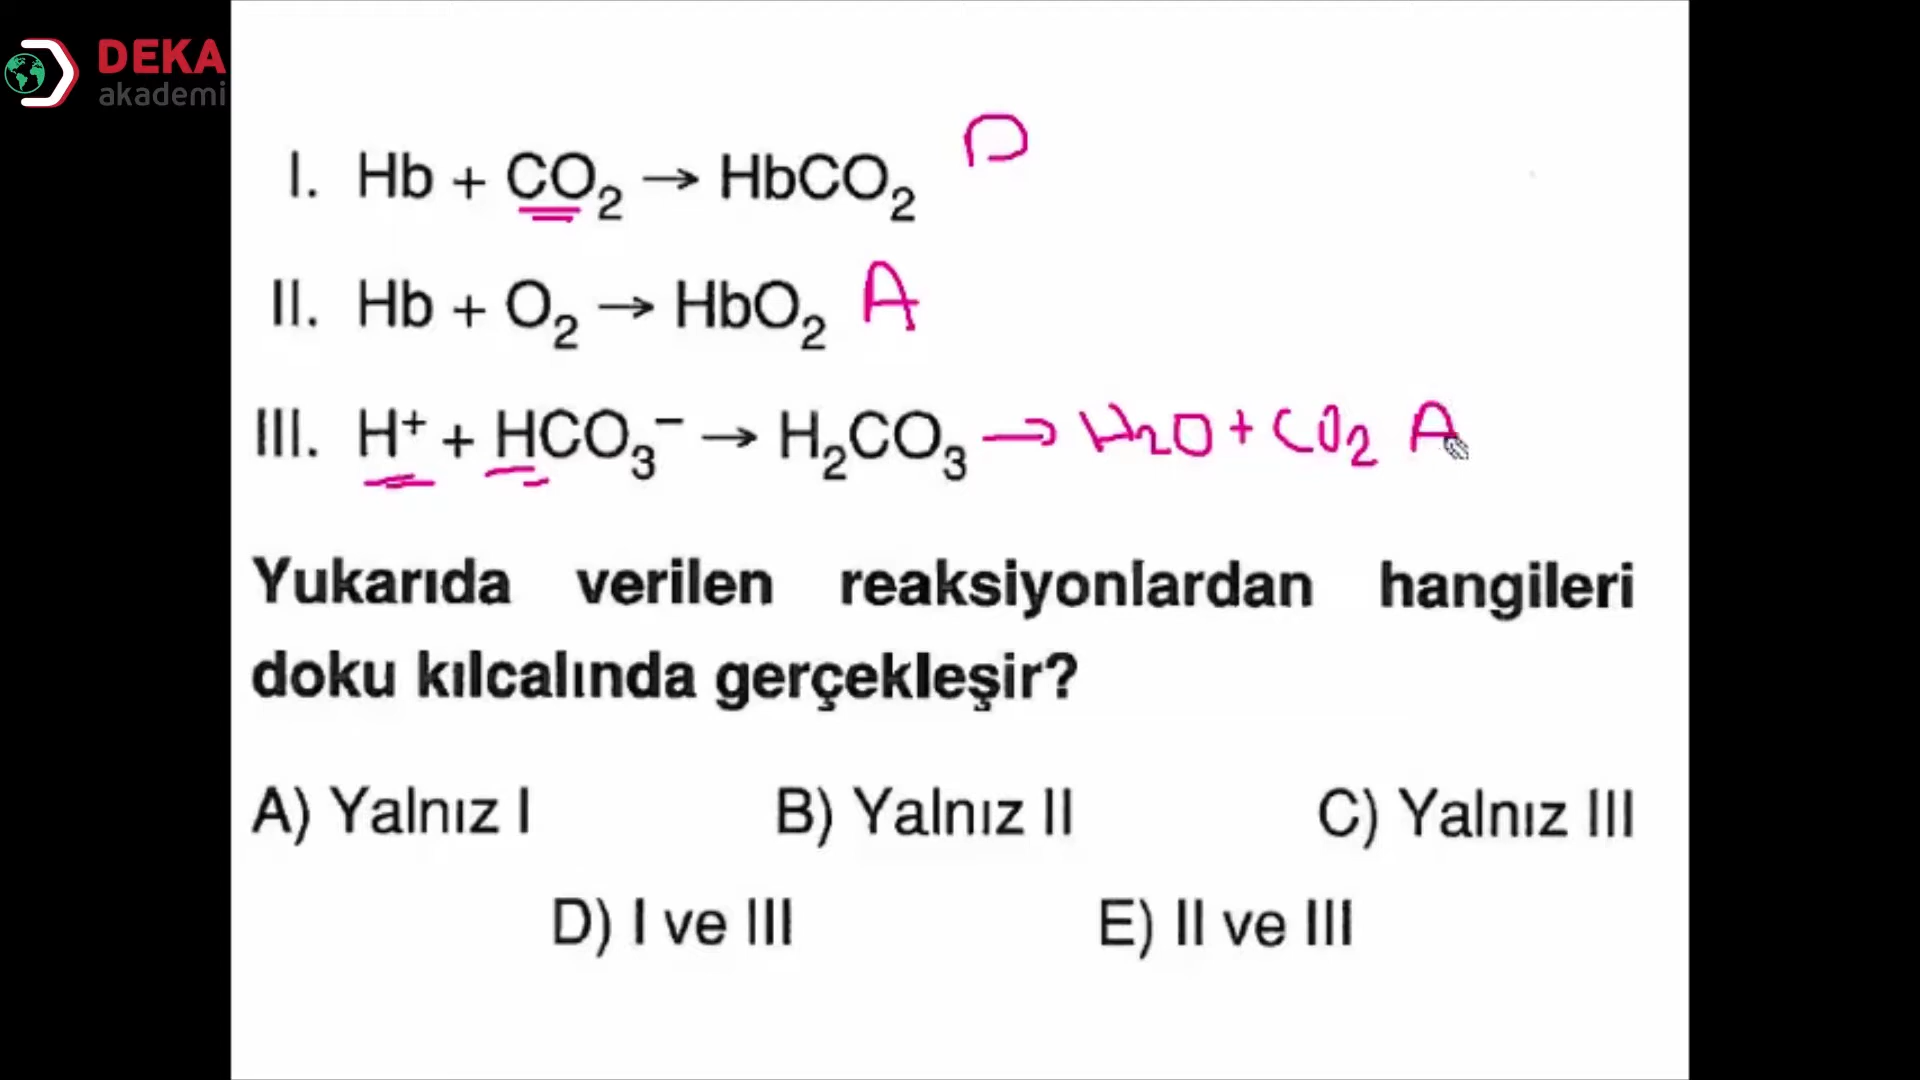 DEKA
akademi
I. Hb + CO₂ → HbCO₂ D
II. Hb + O₂ → HbO₂ A
III. H⁺ + HCO₃⁻ → H₂CO₃ → H₂O + CO₂ A
Yukarıda verilen reaksiyonlardan hangileri
doku kılcalında gerçekleşir?
A) Yalnız I B) Yalnız II C) Yalnız III
D) I ve III E) II ve III